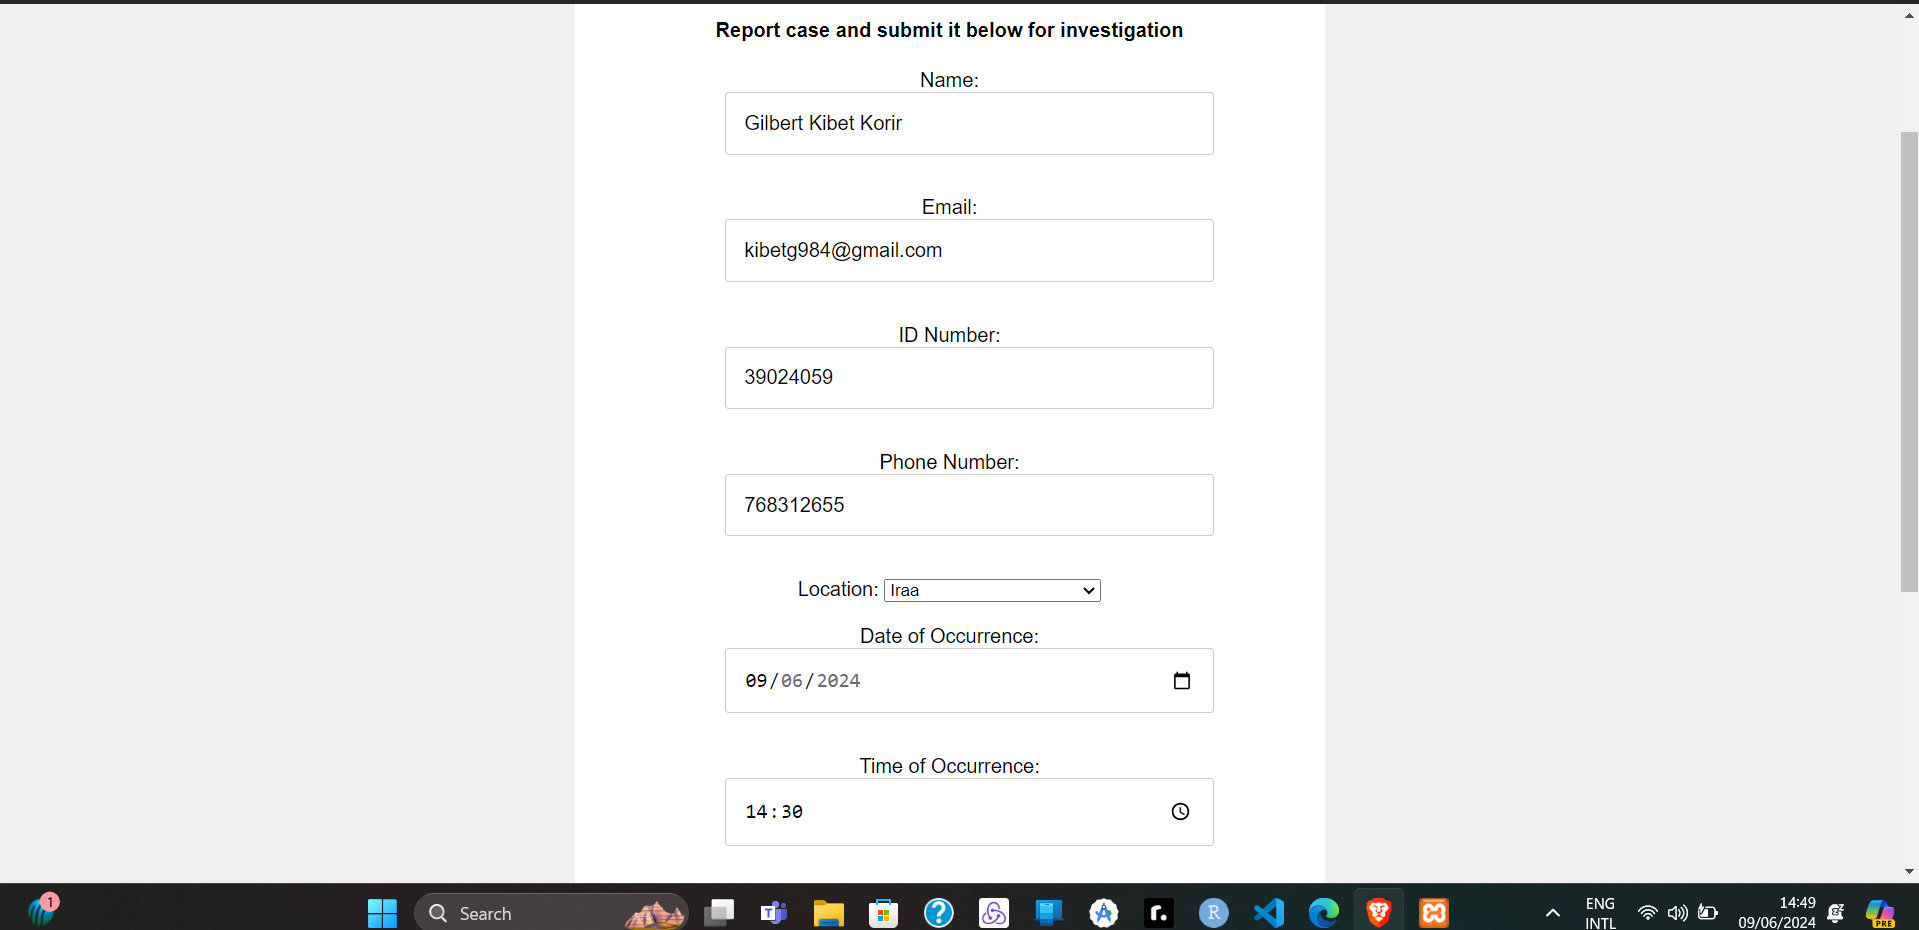 Report case and submit it below for investigation
Name:
Gilbert Kibet Korir
Email:
kibetg984@gmail.com
ID Number:
39024059
Phone Number:
768312655
Location: Iraa
Date of Occurrence:
09/06/2024
Time of Occurrence:
14:30
1
Search
T
r.
R
ENG
INTL
14:49
09/06/2024
PRE